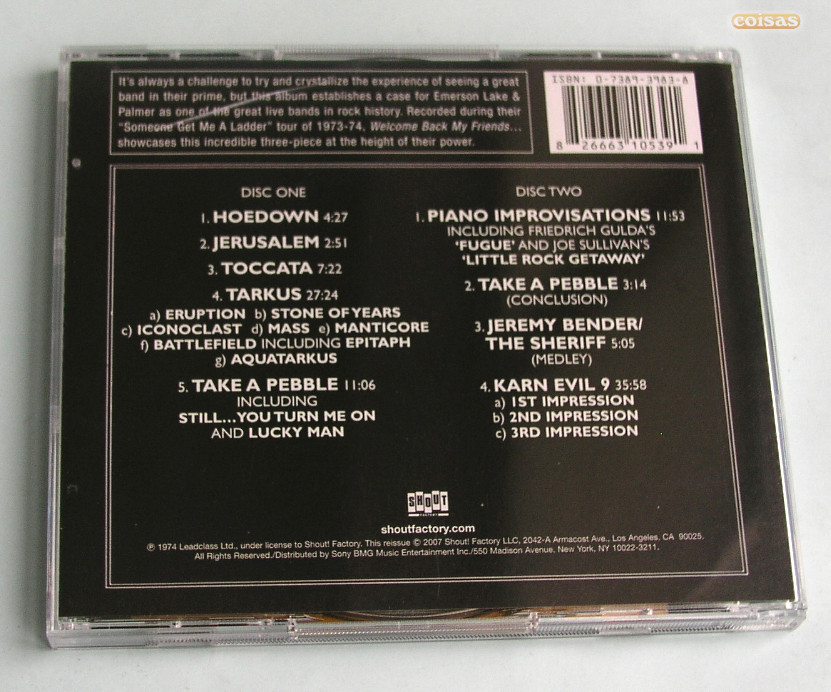 coisas
It's always a challenge to try and crystallize the experience of seeing a great
band in their prime, but this album establishes a case for Emerson Lake &
Palmer as one of the great live bands in rock history. Recorded during their
"Someone Get Me A Ladder" tour of 1973-74, Welcome Back My Friends...
showcases this incredible three-piece at the height of their power.
ISBN: 0-7389-3983-8
8 26663 10539 1
DISC ONE
1. HOEDOWN 4:27
2. JERUSALEM 2:51
3. TOCCATA 7:22
4. TARKUS 27:24
a) ERUPTION b) STONE OF YEARS
c) ICONOCLAST d) MASS e) MANTICORE
f) BATTLEFIELD INCLUDING EPITAPH
g) AQUATARKUS
5. TAKE A PEBBLE 11:06
INCLUDING
STILL...YOU TURN ME ON
AND LUCKY MAN
DISC TWO
1. PIANO IMPROVISATIONS 11:53
INCLUDING FRIEDRICH GULDA'S
'FUGUE' AND JOE SULLIVAN'S
'LITTLE ROCK GETAWAY'
2. TAKE A PEBBLE 3:14
(CONCLUSION)
3. JEREMY BENDER/
THE SHERIFF 5:05
(MEDLEY)
4. KARN EVIL 9 35:58
a) 1ST IMPRESSION
b) 2ND IMPRESSION
c) 3RD IMPRESSION
SHOUT
FACTORY
shoutfactory.com
℗ 1974 Leadclass Ltd., under license to Shout! Factory. This reissue © 2007 Shout! Factory LLC, 2042-A Armacost Ave., Los Angeles, CA 90025.
All Rights Reserved./Distributed by Sony BMG Music Entertainment Inc./550 Madison Avenue, New York, NY 10022-3211.